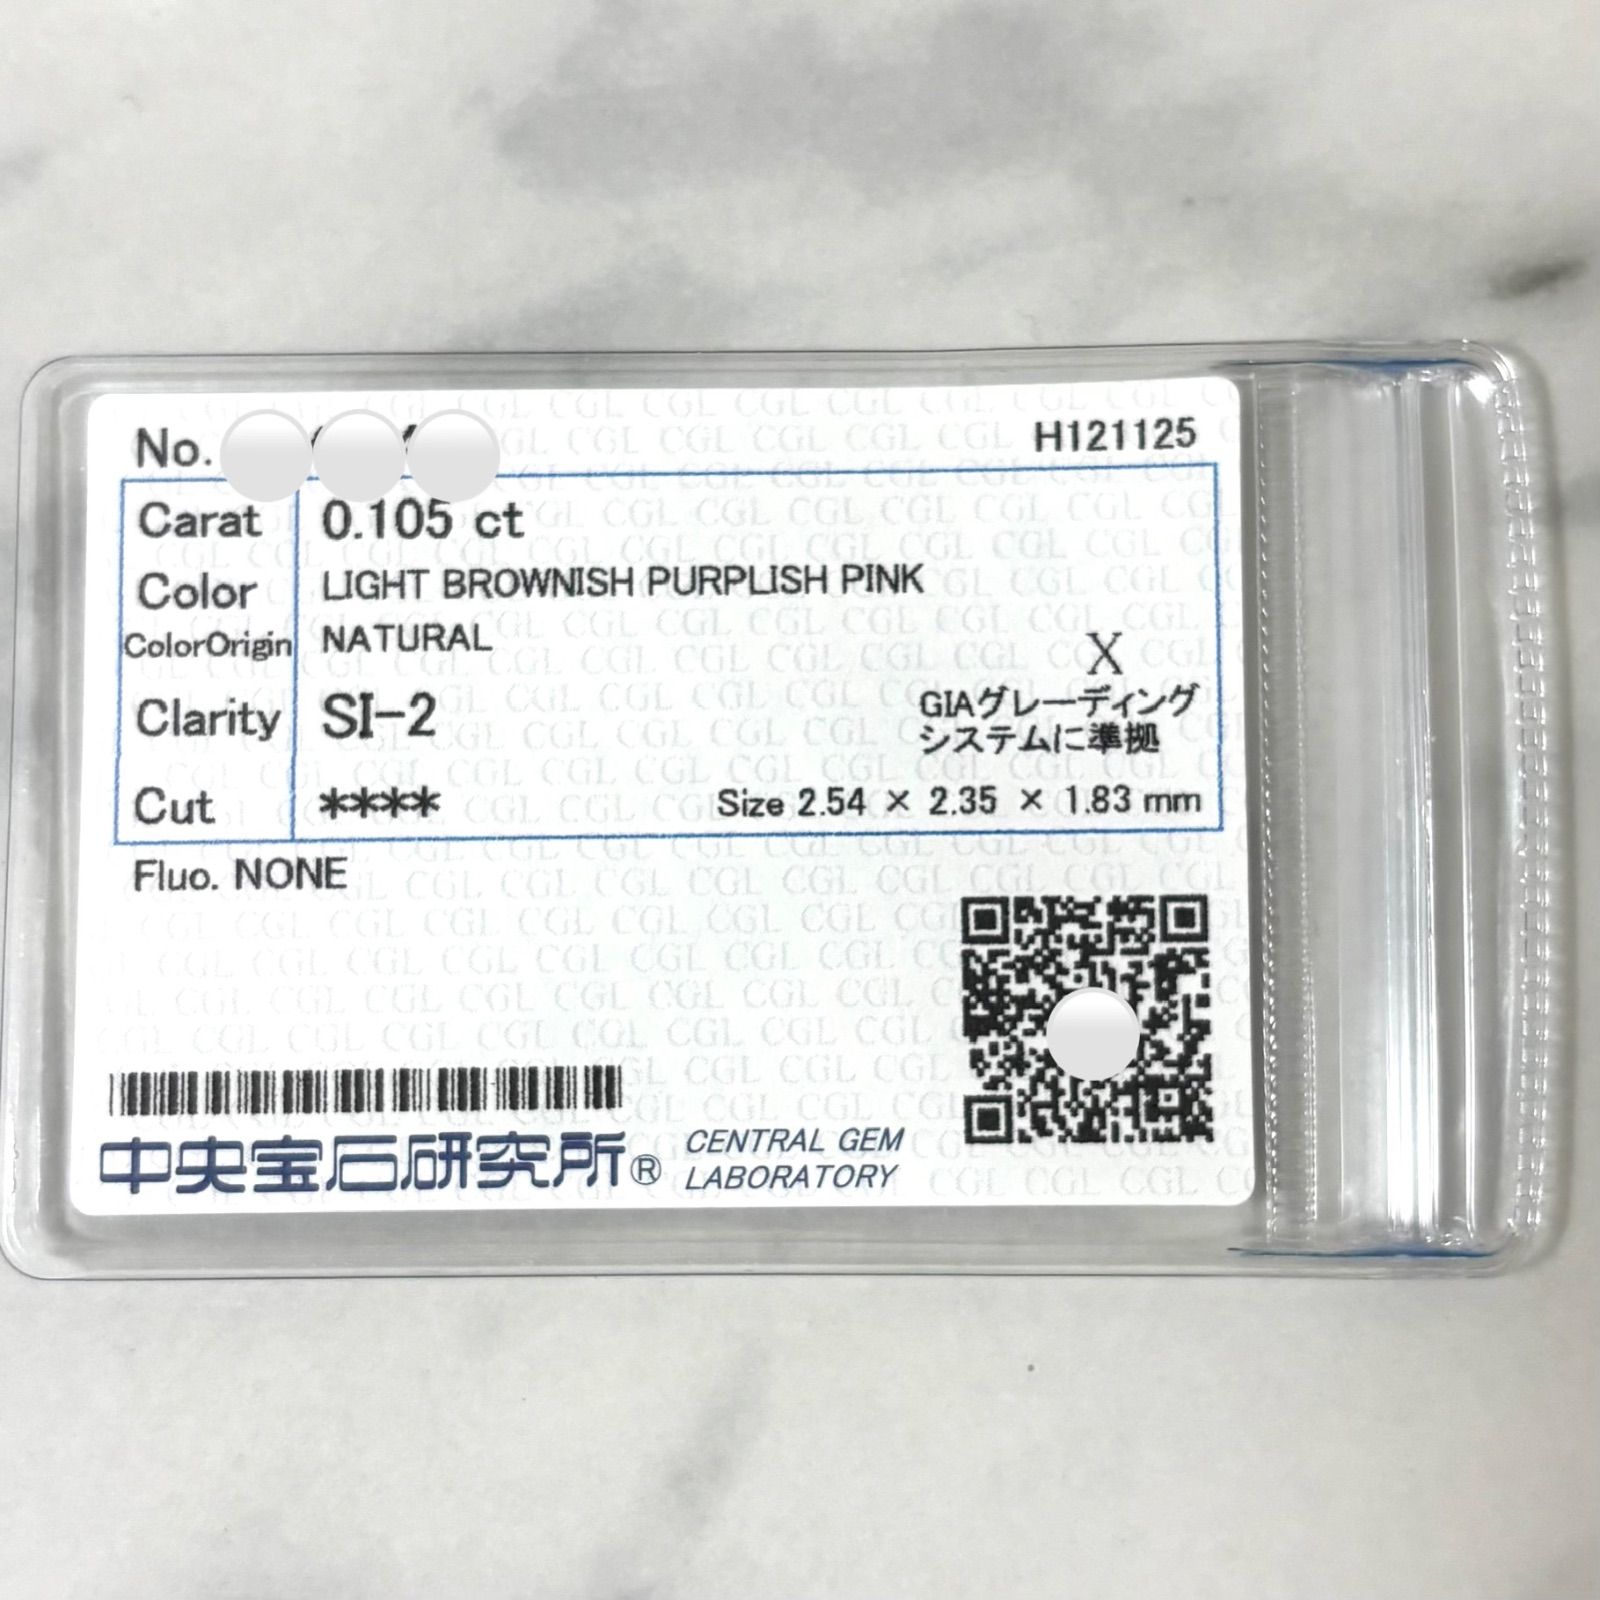 No.
H121125
Carat 0.105 ct
Color LIGHT BROWNISH PURPLISH PINK
ColorOrigin NATURAL
X
Clarity SI-2
GIAグレーディング
システムに準拠
Cut ****
Size 2.54 × 2.35 × 1.83 mm
Fluo. NONE
中央宝石研究所®
CENTRAL GEM
LABORATORY